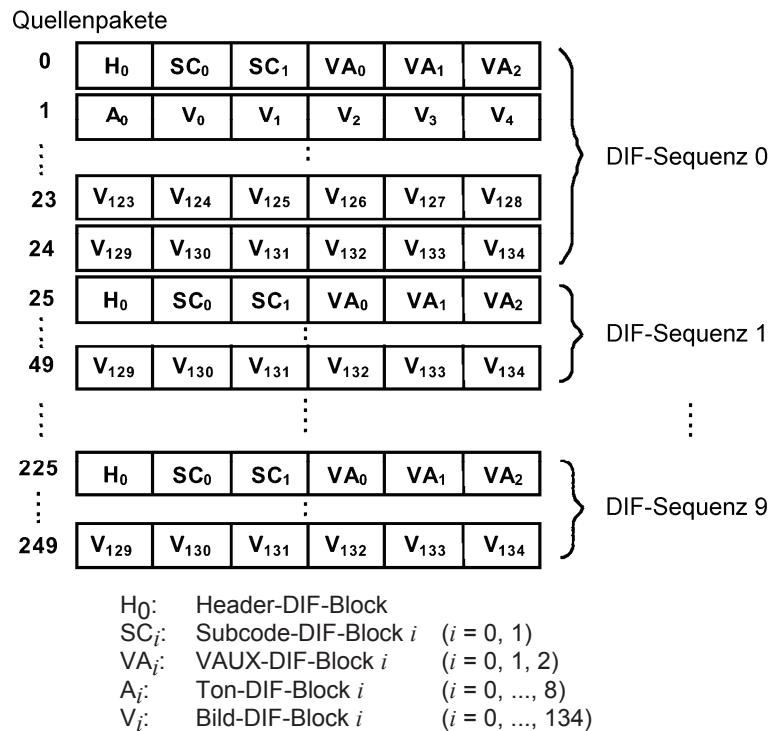 Quellenpakete
0 H₀ SC₀ SC₁ VA₀ VA₁ VA₂
1 A₀ V₀ V₁ V₂ V₃ V₄
DIF-Sequenz 0
23 V₁₂₃ V₁₂₄ V₁₂₅ V₁₂₆ V₁₂₇ V₁₂₈
24 V₁₂₉ V₁₃₀ V₁₃₁ V₁₃₂ V₁₃₃ V₁₃₄
25 H₀ SC₀ SC₁ VA₀ VA₁ VA₂
DIF-Sequenz 1
49 V₁₂₉ V₁₃₀ V₁₃₁ V₁₃₂ V₁₃₃ V₁₃₄
225 H₀ SC₀ SC₁ VA₀ VA₁ VA₂
DIF-Sequenz 9
249 V₁₂₉ V₁₃₀ V₁₃₁ V₁₃₂ V₁₃₃ V₁₃₄
H₀: Header-DIF-Block
SCᵢ: Subcode-DIF-Block i (i = 0, 1)
VAᵢ: VAUX-DIF-Block i (i = 0, 1, 2)
Aᵢ: Ton-DIF-Block i (i = 0, ..., 8)
Vᵢ: Bild-DIF-Block i (i = 0, ..., 134)